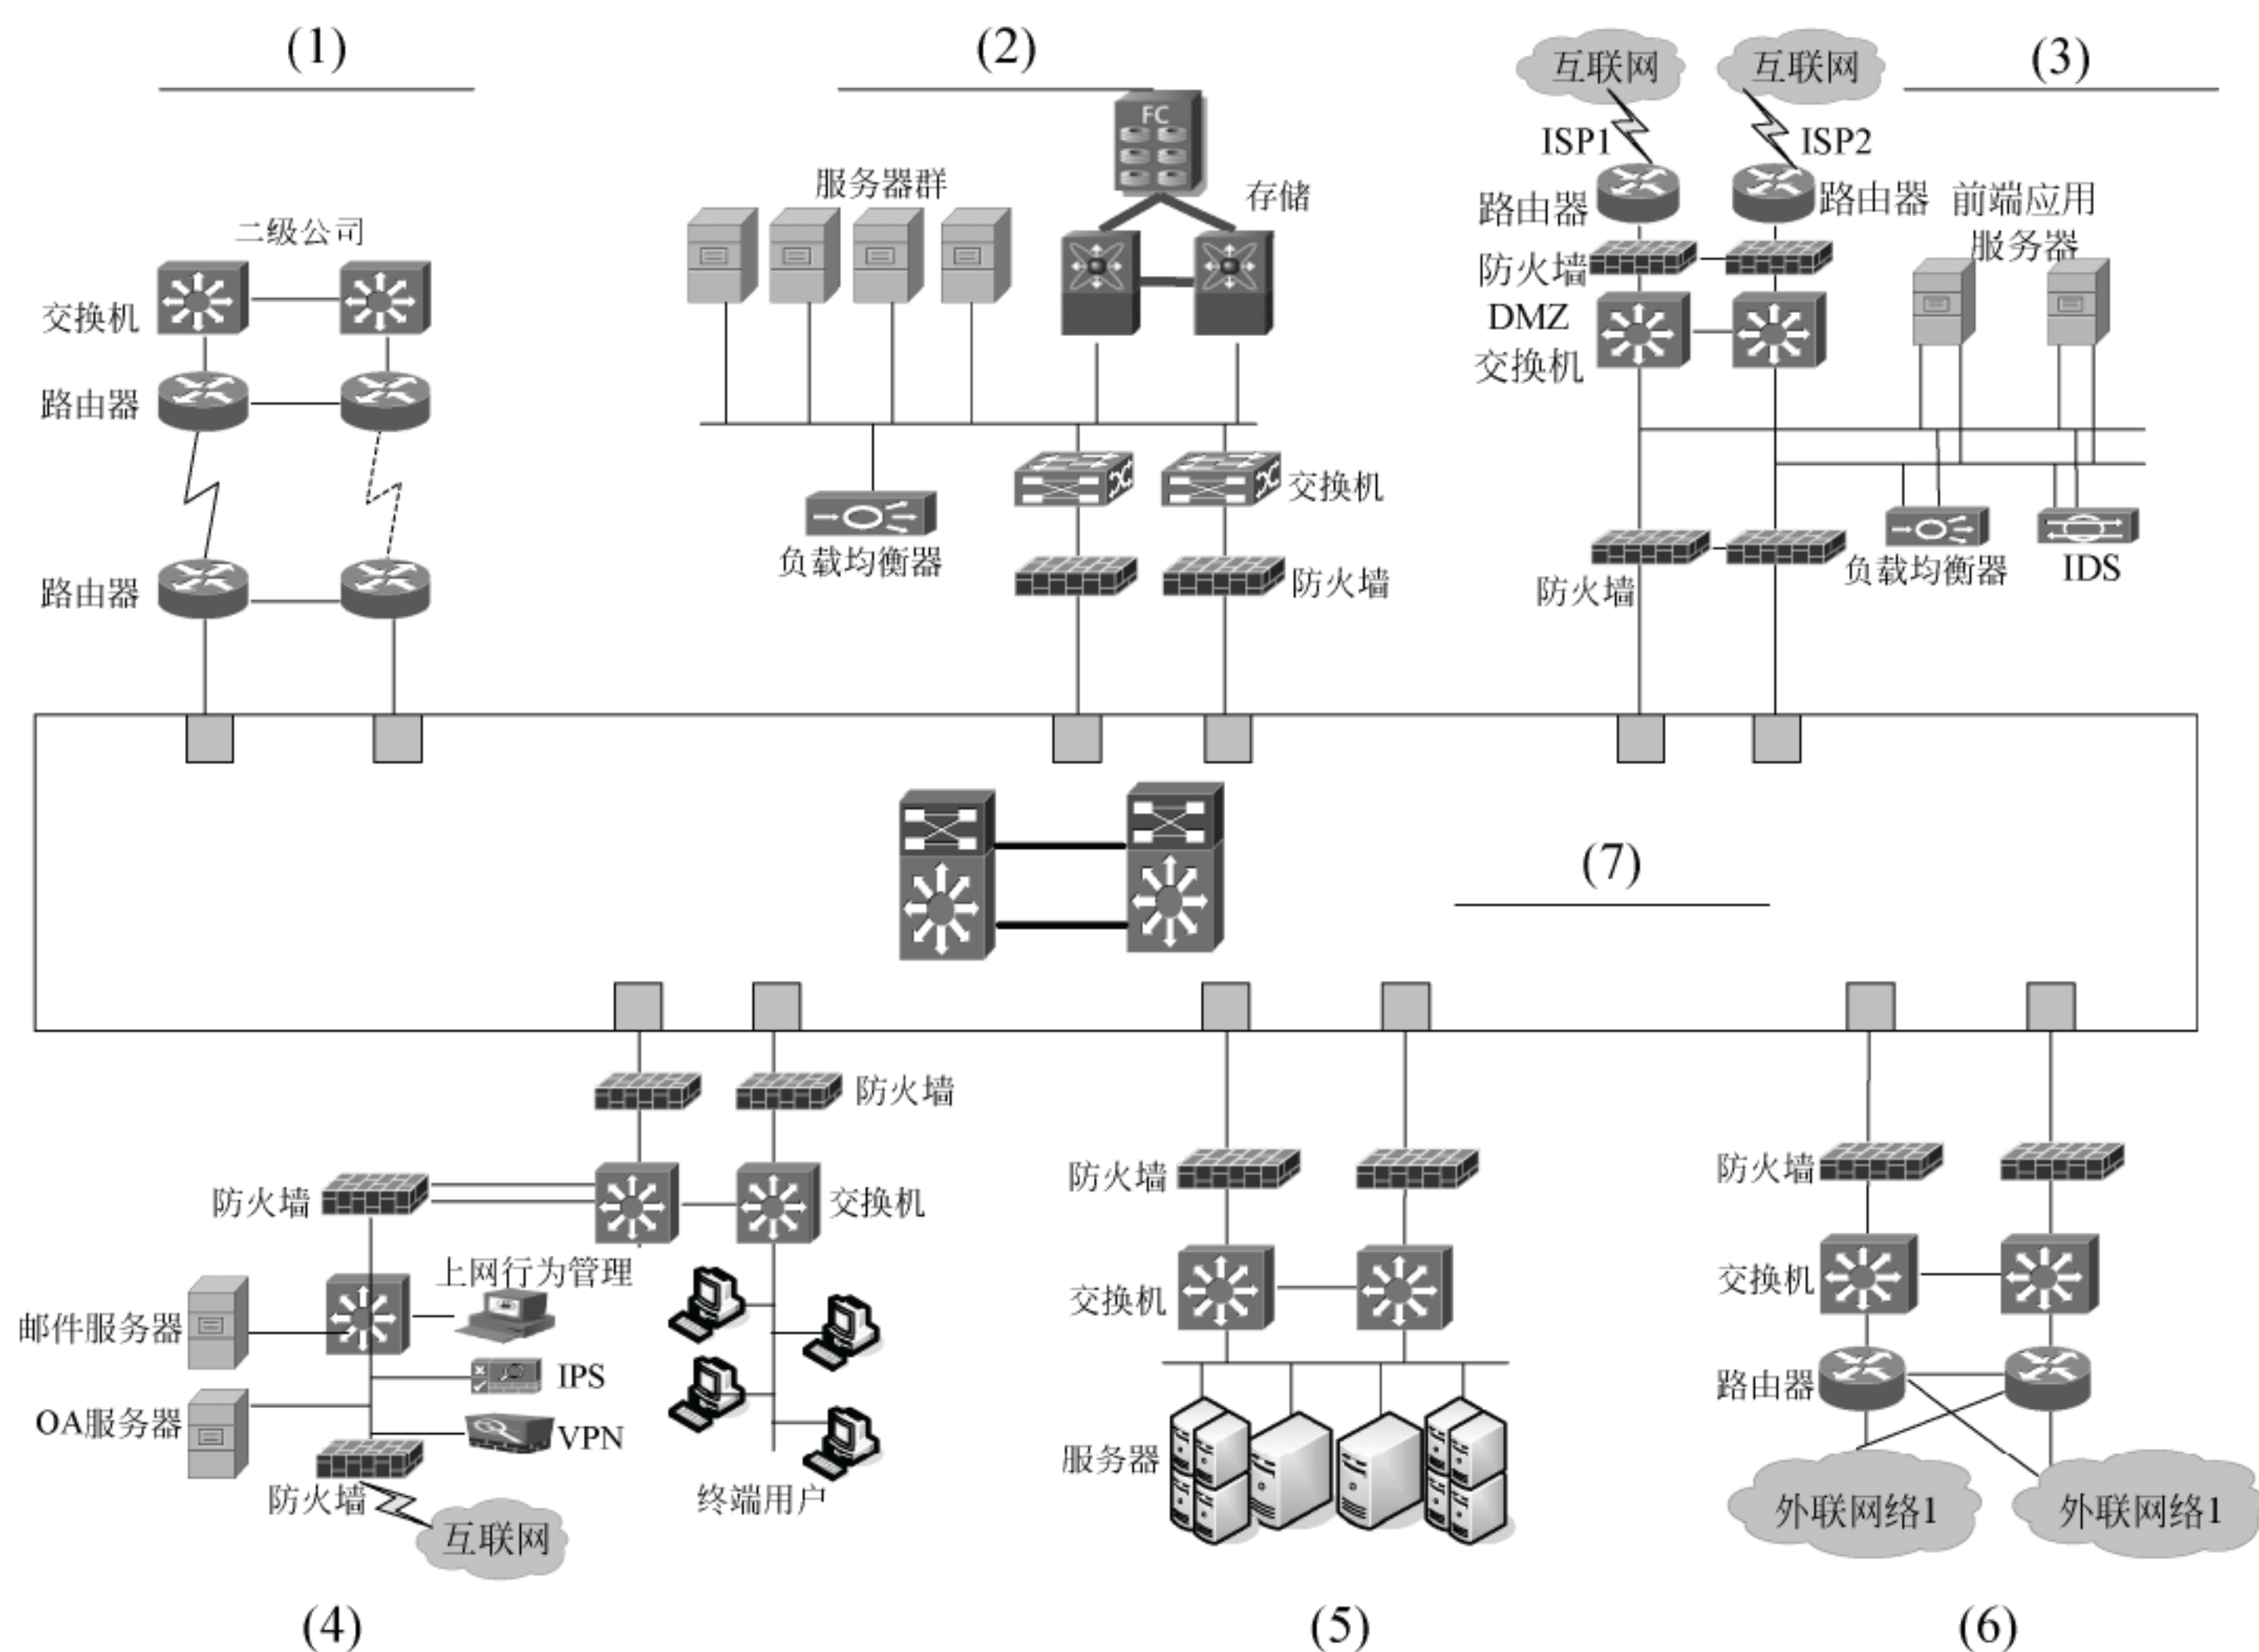 (1)
二级公司
交换机
路由器
路由器
(2)
FC
服务器群
存储
交换机
负载均衡器
防火墙
互联网
互联网
(3)
ISP1
ISP2
路由器
路由器
前端应用
服务器
防火墙
DMZ
交换机
防火墙
负载均衡器
IDS
(7)
防火墙
防火墙
交换机
上网行为管理
邮件服务器
IPS
OA服务器
VPN
防火墙
终端用户
互联网
(4)
防火墙
交换机
服务器
(5)
防火墙
交换机
路由器
外联网络1
外联网络1
(6)